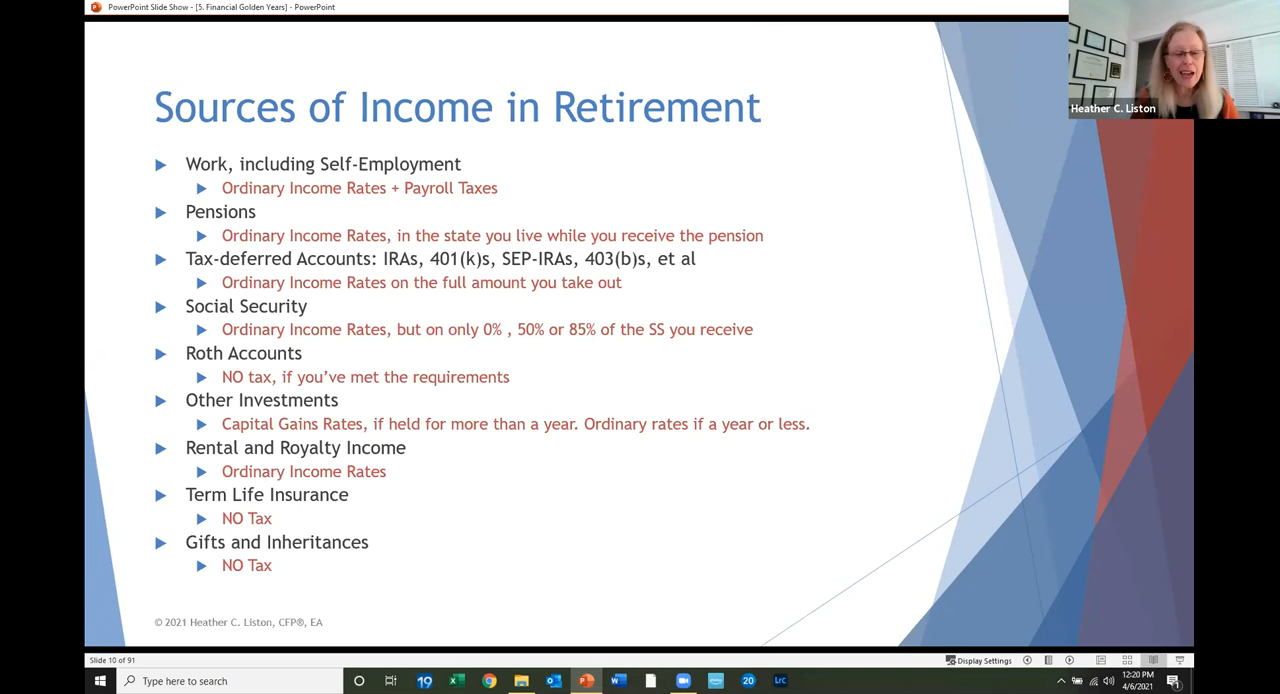 PowerPoint Slide Show - [5. Financial Golden Years] - PowerPoint
Heather C. Liston
Sources of Income in Retirement
Work, including Self-Employment
Ordinary Income Rates + Payroll Taxes
Pensions
Ordinary Income Rates, in the state you live while you receive the pension
Tax-deferred Accounts: IRAs, 401(k)s, SEP-IRAs, 403(b)s, et al
Ordinary Income Rates on the full amount you take out
Social Security
Ordinary Income Rates, but on only 0% , 50% or 85% of the SS you receive
Roth Accounts
NO tax, if you've met the requirements
Other Investments
Capital Gains Rates, if held for more than a year. Ordinary rates if a year or less.
Rental and Royalty Income
Ordinary Income Rates
Term Life Insurance
NO Tax
Gifts and Inheritances
NO Tax
© 2021 Heather C. Liston, CFP®, EA
Slide 10 of 91
Display Settings
Type here to search
19
20
Lrc
12:20 PM
4/6/2021
1